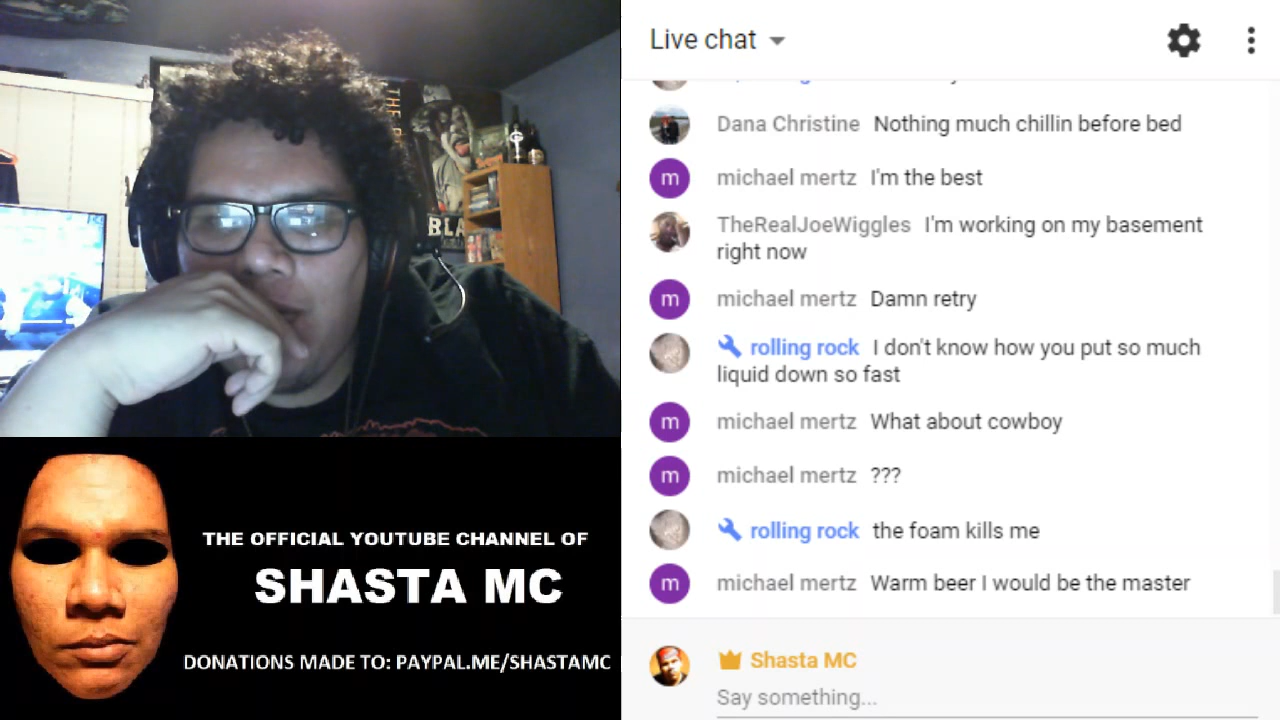 Live chat
Dana Christine Nothing much chillin before bed
m michael mertz I'm the best
TheRealJoeWiggles I'm working on my basement
right now
m michael mertz Damn retry
rolling rock I don't know how you put so much
liquid down so fast
m michael mertz What about cowboy
m michael mertz ???
rolling rock the foam kills me
m michael mertz Warm beer I would be the master
Shasta MC
Say something...
BLA
THE OFFICIAL YOUTUBE CHANNEL OF
SHASTA MC
DONATIONS MADE TO: PAYPAL.ME/SHASTAMC